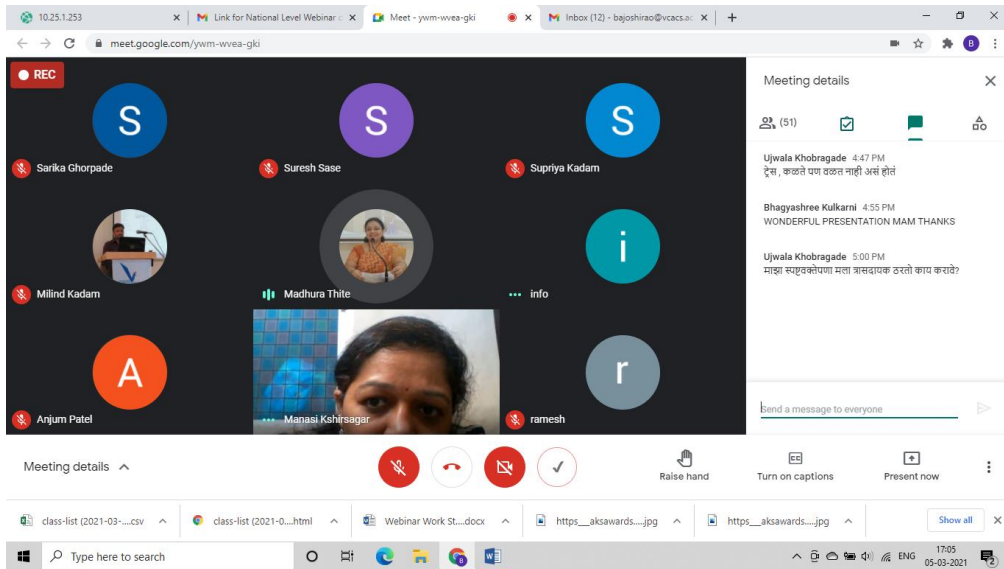 10.25.1.253
Link for National Level Webinar o
Meet - ywm-wvea-gki
Inbox (12) - bajoshirao@vcacs.ac
meet.google.com/ywm-wvea-gki
B
REC
S
Sarika Ghorpade
S
Suresh Sase
S
Supriya Kadam
Milind Kadam
Madhura Thite
i
info
A
Anjum Patel
Manasi Kshirsagar
r
ramesh
Meeting details
(51)
Ujwala Khobragade 4:47 PM
ट्रेस , कळते पण वळत नाही असं होतं
Bhagyashree Kulkarni 4:55 PM
WONDERFUL PRESENTATION MAM THANKS
Ujwala Khobragade 5:00 PM
माझा स्पष्टवक्तेपणा मला त्रासदायक ठरतो काय करावे?
Send a message to everyone
Meeting details
Raise hand
CC
Turn on captions
Present now
class-list (2021-03-....csv
class-list (2021-0....html
Webinar Work St....docx
https__aksawards....jpg
https__aksawards....jpg
Show all
Type here to search
ENG
17:05
05-03-2021
2